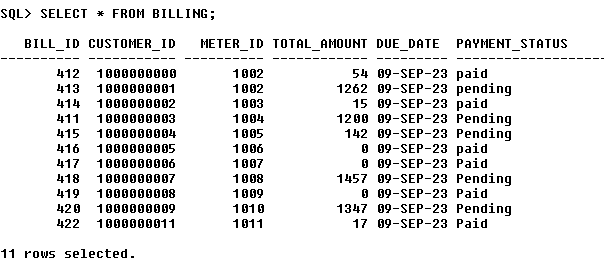 SQL> SELECT * FROM BILLING;
BILL_ID CUSTOMER_ID METER_ID TOTAL_AMOUNT DUE_DATE PAYMENT_STATUS
---------- ----------- ---------- ------------ --------- ---------------
412 1000000000 1002 54 09-SEP-23 paid
413 1000000001 1002 1262 09-SEP-23 pending
414 1000000002 1003 15 09-SEP-23 paid
411 1000000003 1004 1200 09-SEP-23 Pending
415 1000000004 1005 142 09-SEP-23 Pending
416 1000000005 1006 0 09-SEP-23 Paid
417 1000000006 1007 0 09-SEP-23 Paid
418 1000000007 1008 1457 09-SEP-23 Pending
419 1000000008 1009 0 09-SEP-23 Paid
420 1000000009 1010 1347 09-SEP-23 Pending
422 1000000011 1011 17 09-SEP-23 Paid
11 rows selected.